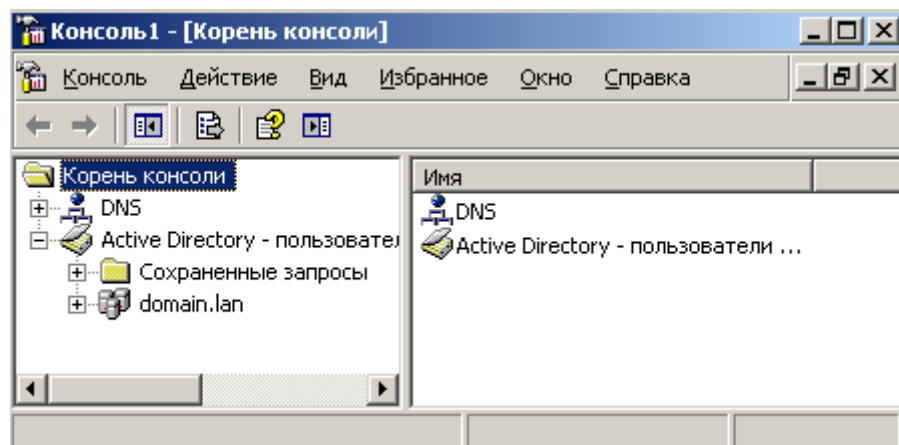 Консоль1 - [Корень консоли]
Консоль Действие Вид Избранное Окно Справка
Корень консоли
DNS
Active Directory - пользовател
Сохраненные запросы
domain.lan
Имя
DNS
Active Directory - пользователи ...